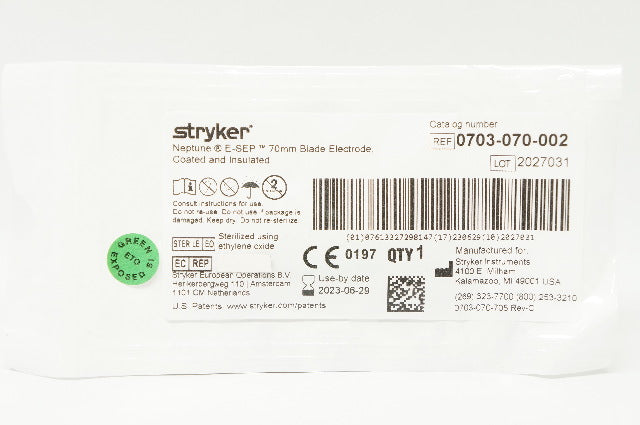 stryker®
Neptune ® E-SEP ™ 70mm Blade Electrode,
Coated and Insulated
Catalog number
REF 0703-070-002
LOT 2027031
Consult instructions for use.
Do not re-use. Do not use if package is
damaged. Keep dry. Do not re-sterilize.
(01)07613327298147(17)230629(10)2027031
GREEN IS
ETO
EXPOSED
STERILE EO
Sterilized using
ethylene oxide
EC REP
Stryker European Operations B.V.
Herikerbergweg 110 | Amsterdam
1101 CM Netherlands
U.S. Patents: www.stryker.com/patents
CE 0197 QTY 1
Use-by date
2023-06-29
Manufactured for:
Stryker Instruments
4100 E. Milham
Kalamazoo, MI 49001 USA
(269) 323-7700 (800) 253-3210
0703-070-705 Rev-C